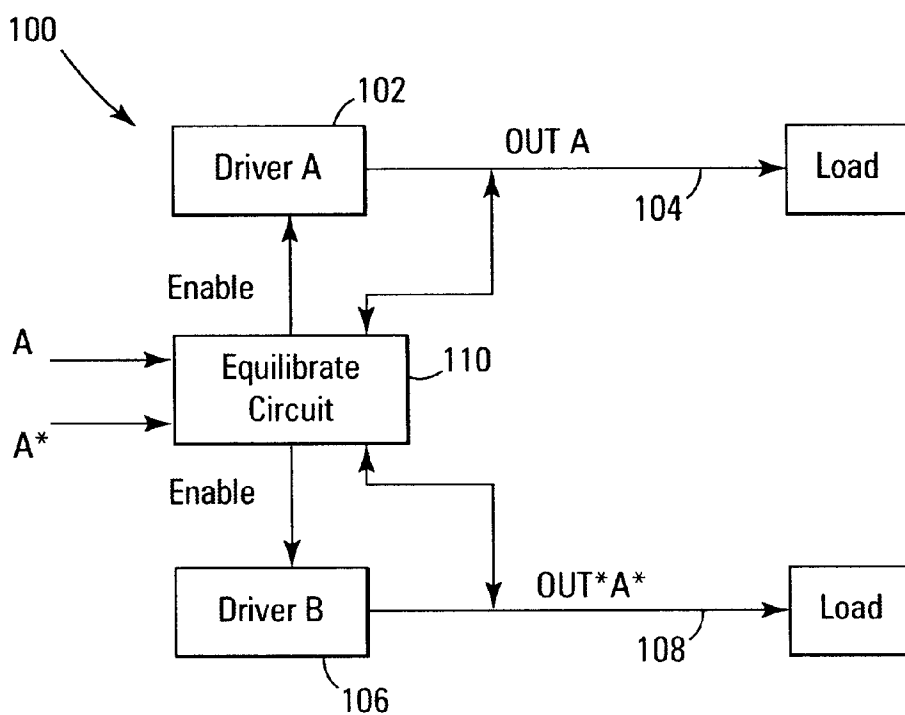 100
102
Driver A
OUT A
104
Load
Enable
A
A*
Equilibrate
Circuit
110
Enable
Driver B
OUT*A*
108
Load
106